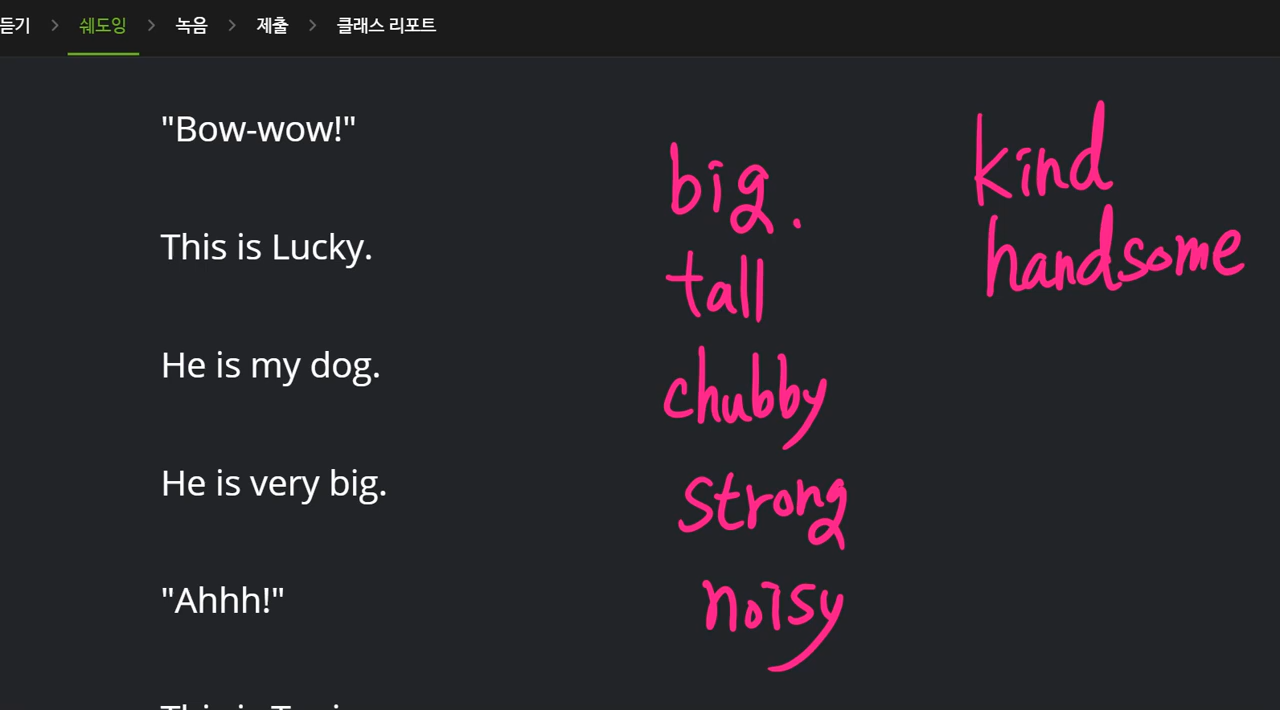 듣기 > 쉐도잉 > 녹음 > 제출 > 클래스 리포트
"Bow-wow!"
This is Lucky.
He is my dog.
He is very big.
"Ahhh!"
big.
tall
chubby
strong
noisy
kind
handsome